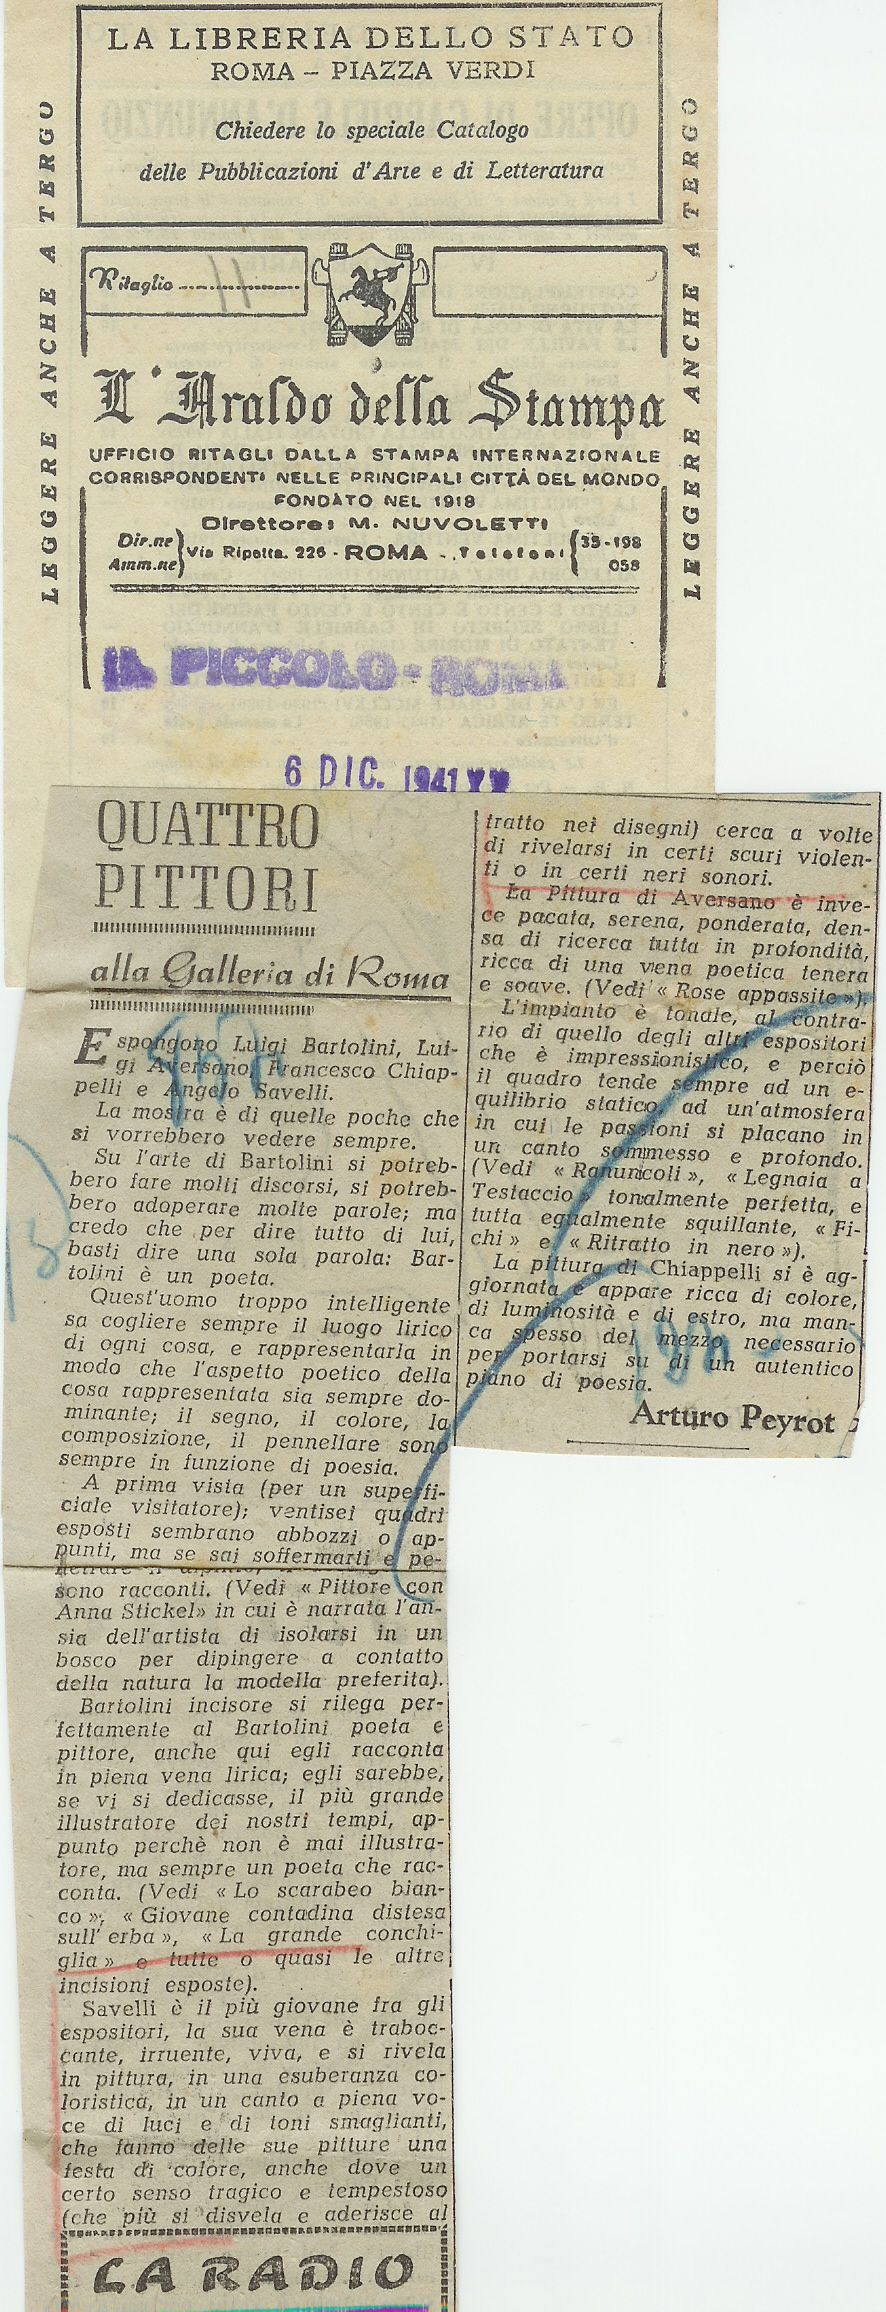 LA LIBRERIA DELLO STATO
ROMA – PIAZZA VERDI
Chiedere lo speciale Catalogo
delle Pubblicazioni d'Arte e di Letteratura
LEGGERE ANCHE A TERGO
LEGGERE ANCHE A TERGO
Ritaglio 11
L'Araldo della Stampa
UFFICIO RITAGLI DALLA STAMPA INTERNAZIONALE
CORRISPONDENTI NELLE PRINCIPALI CITTÀ DEL MONDO
FONDATO NEL 1918
Direttore: M. NUVOLETTI
Dir.ne
Amm.ne
Via Ripetta. 226 - ROMA - Telefoni
33-198
058
IL PICCOLO - ROMA
6 DIC. 1941 XX
QUATTRO
PITTORI
alla Galleria di Roma
Espongono Luigi Bartolini, Lui-
gi Aversano, Francesco Chiap-
pelli e Angelo Savelli.
La mostra è di quelle poche che
si vorrebbero vedere sempre.
Su l'arte di Bartolini si potreb-
bero fare molti discorsi, si potreb-
bero adoperare molte parole; ma
credo che per dire tutto di lui,
basti dire una sola parola: Bar-
tolini è un poeta.
Quest'uomo troppo intelligente
sa cogliere sempre il luogo lirico
di ogni cosa, e rappresentarla in
modo che l'aspetto poetico della
cosa rappresentata sia sempre do-
minante; il segno, il colore, la
composizione, il pennellare sono
sempre in funzione di poesia.
A prima vista (per un superfi-
ciale visitatore); ventisei quadri
esposti sembrano abbozzi o ap-
punti, ma se sai soffermarti e pe-
sono racconti. (Vedi « Pittore con
Anna Stickel» in cui è narrata l'an-
sia dell'artista di isolarsi in un
bosco per dipingere a contatto
della natura la modella preferita).
Bartolini incisore si rilega per-
fettamente al Bartolini poeta e
pittore, anche qui egli racconta
in piena vena lirica; egli sarebbe,
se vi si dedicasse, il più grande
illustratore dei nostri tempi, ap-
punto perchè non è mai illustra-
tore, ma sempre un poeta che rac-
conta. (Vedi « Lo scarabeo bian-
co », « Giovane contadina distesa
sull'erba », « La grande conchi-
glia » e tutte o quasi le altre
incisioni esposte).
Savelli è il più giovane fra gli
espositori, la sua vena è traboc-
cante, irruente, viva, e si rivela
in pittura, in una esuberanza co-
loristica, in un canto a piena vo-
ce di luci e di toni smaglianti,
che fanno delle sue pitture una
festa di colore, anche dove un
certo senso tragico e tempestoso
(che più si disvela e aderisce al
LA RADIO
tratto nei disegni) cerca a volte
di rivelarsi in certi scuri violen-
ti o in certi neri sonori.
La Pittura di Aversano è inve-
ce pacata, serena, ponderata, den-
sa di ricerca tutta in profondità,
ricca di una vena poetica tenera
e soave. (Vedi « Rose appassite »).
L'impianto è tonale, al contra-
rio di quello degli altri espositori
che è impressionistico, e perciò
il quadro tende sempre ad un e-
quilibrio statico, ad un'atmosfera
in cui le passioni si placano in
un canto sommesso e profondo.
(Vedi « Ranuncoli », « Legnaia a
Testaccio » tonalmente perfetta, e
tutta egualmente squillante, « Fi-
chi » e « Ritratto in nero »).
La pittura di Chiappelli si è ag-
giornata e appare ricca di colore,
di luminosità e di estro, ma man-
ca spesso del mezzo necessario
per portarsi su di un autentico
piano di poesia.
Arturo Peyrot